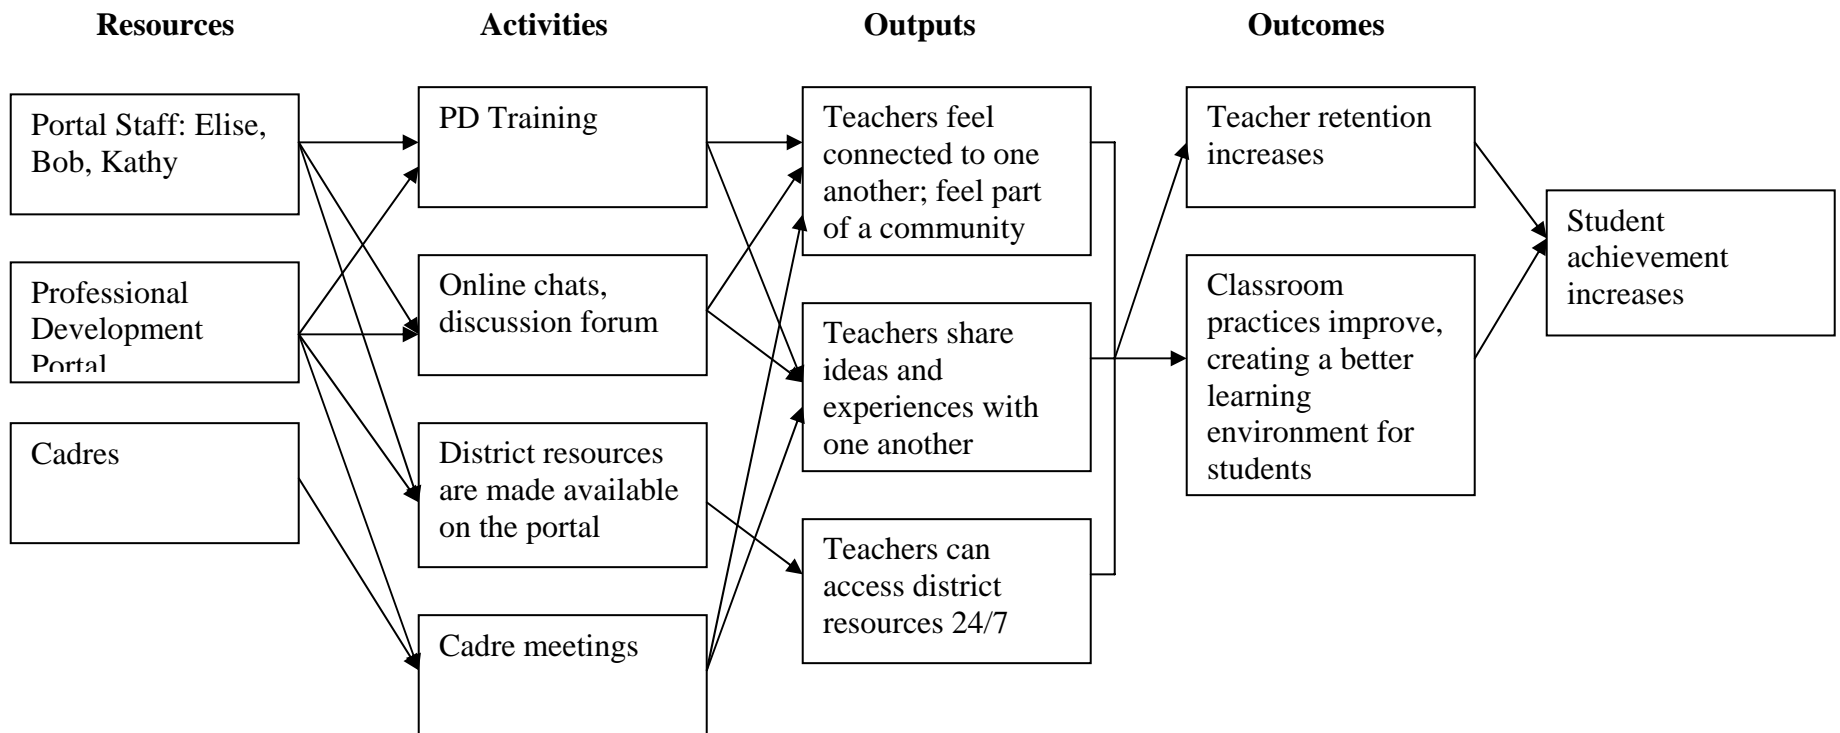 Resources
Activities
Outputs
Outcomes
Portal Staff: Elise,
Bob, Kathy
Professional
Development
Portal
Cadres
PD Training
Online chats,
discussion forum
District resources
are made available
on the portal
Cadre meetings
Teachers feel
connected to one
another; feel part
of a community
Teachers share
ideas and
experiences with
one another
Teachers can
access district
resources 24/7
Teacher retention
increases
Classroom
practices improve,
creating a better
learning
environment for
students
Student
achievement
increases